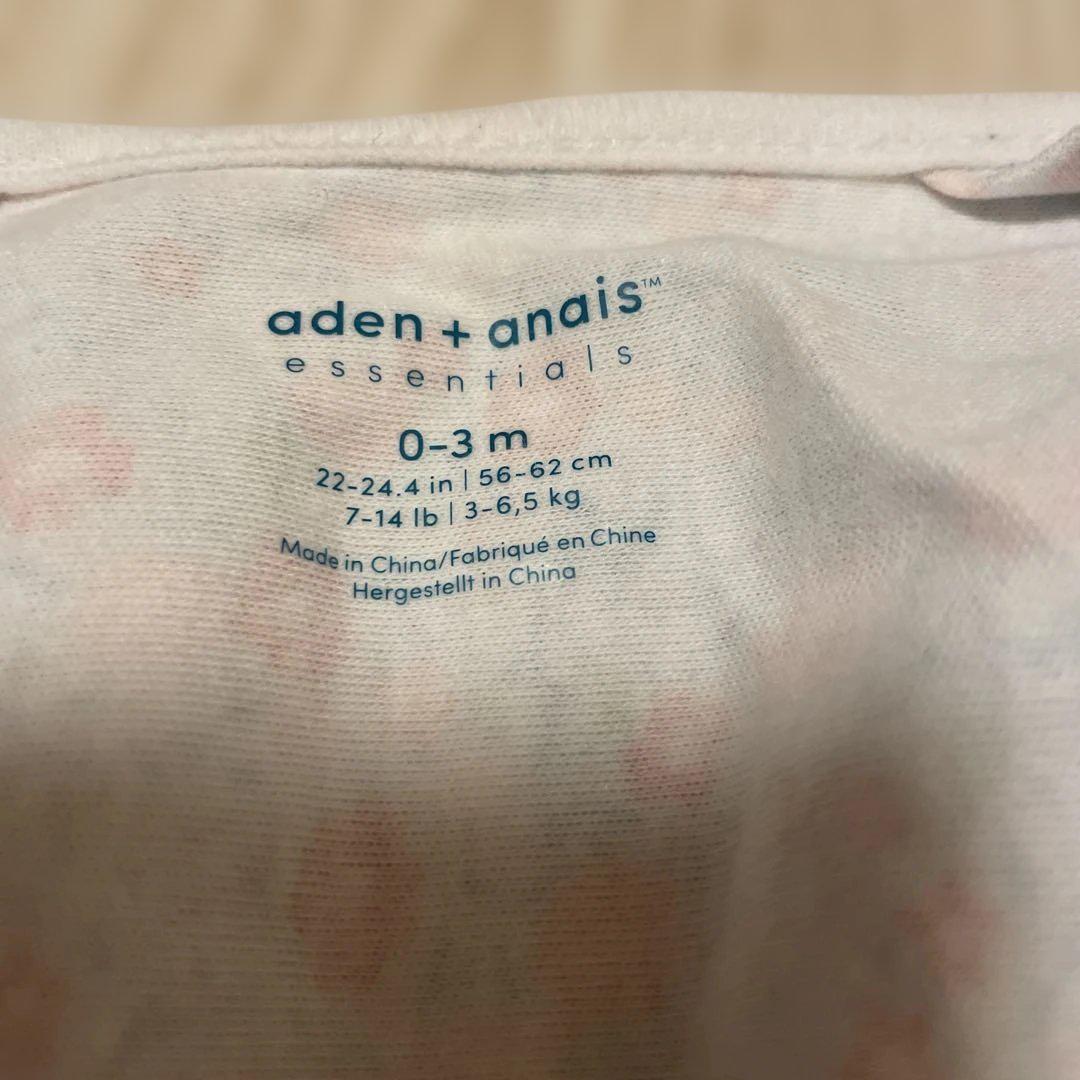 aden + anais™
essentials
0-3 m
22-24.4 in | 56-62 cm
7-14 lb | 3-6,5 kg
Made in China/Fabriqué en Chine
Hergestellt in China